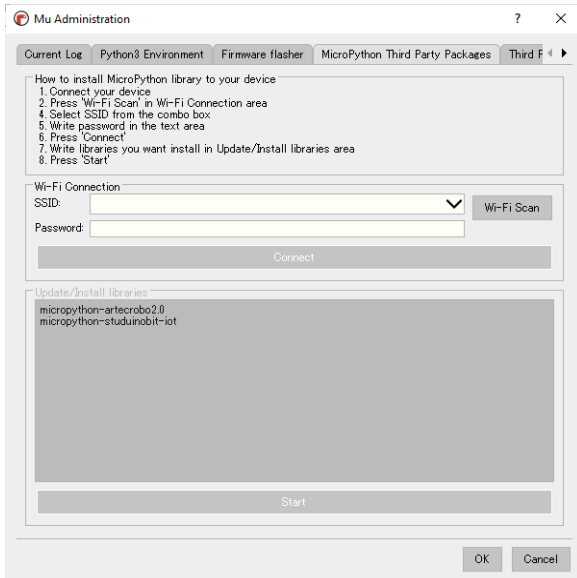 Mu Administration
Current Log Python3 Environment Firmware flasher MicroPython Third Party Packages Third F
How to install MicroPython library to your device
1. Connect your device
2. Press 'Wi-Fi Scan' in Wi-Fi Connection area
4. Select SSID from the combo box
5. Write password in the text area
6. Press 'Connect'
7. Write libraries you want install in Update/Install libraries area
8. Press 'Start'
Wi-Fi Connection
SSID:
Wi-Fi Scan
Password:
Connect
Update/Install libraries
micropython-artecrobo2.0
micropython-studuinobit-iot
Start
OK Cancel